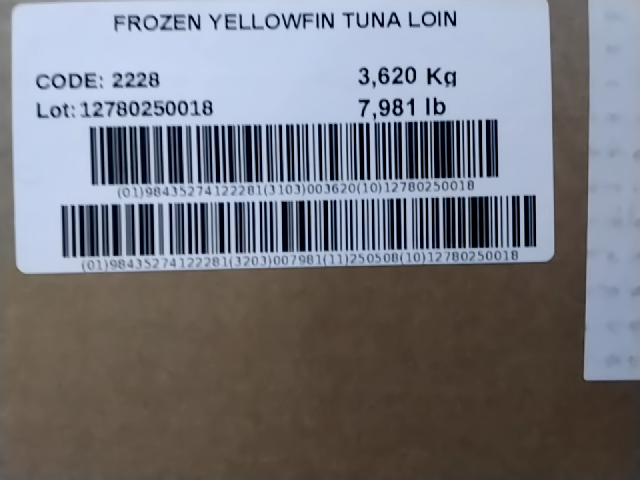 FROZEN YELLOWFIN TUNA LOIN
CODE: 2228 3,620 Kg
Lot: 12780250018 7,981 lb
(01)98435274122281(3103)003620(10)12780250018
(01)98435274122281(3203)007981(11)250508(10)12780250018